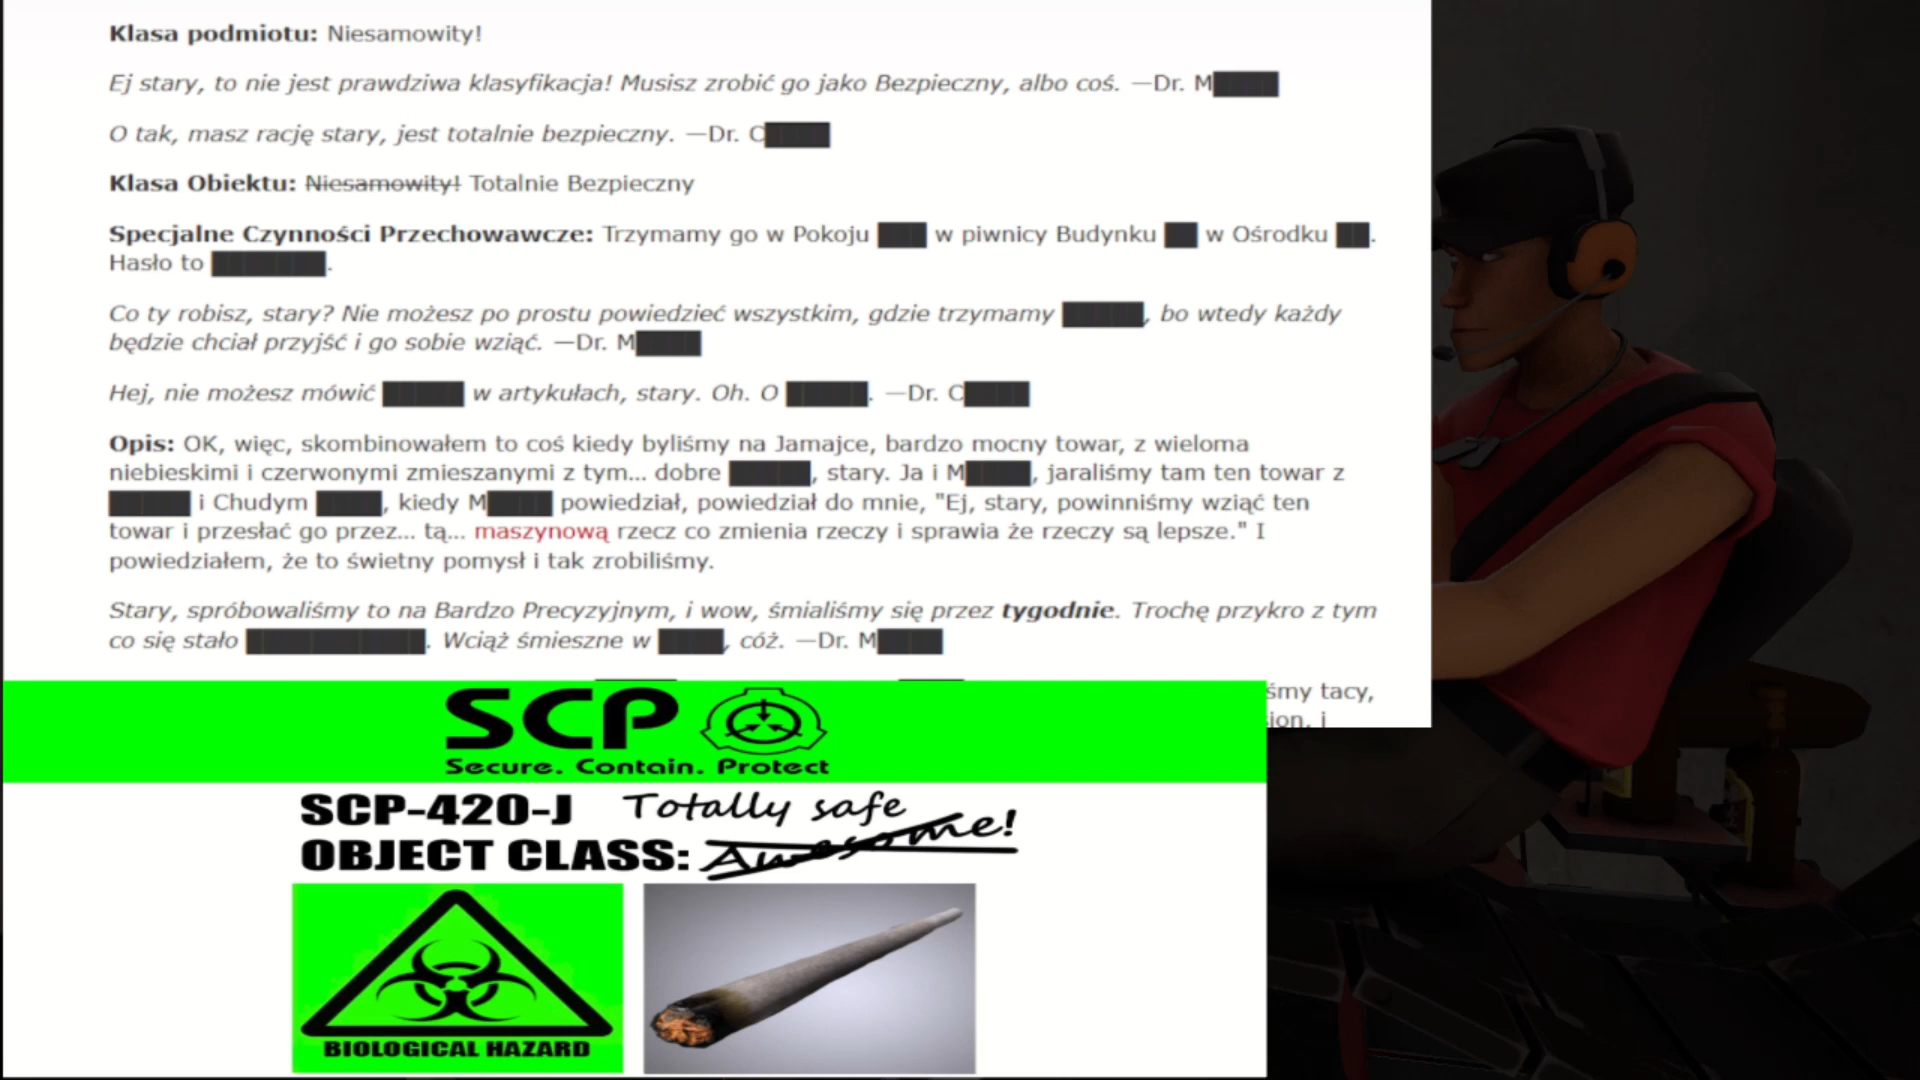 Klasa podmiotu: Niesamowity!
Ej stary, to nie jest prawdziwa klasyfikacja! Musisz zrobić go jako Bezpieczny, albo coś. —Dr. M████
O tak, masz rację stary, jest totalnie bezpieczny. —Dr. C████
Klasa Obiektu: Niesamowity! Totalnie Bezpieczny
Specjalne Czynności Przechowawcze: Trzymamy go w Pokoju ███ w piwnicy Budynku ██ w Ośrodku ██.
Hasło to ███████.
Co ty robisz, stary? Nie możesz po prostu powiedzieć wszystkim, gdzie trzymamy █████, bo wtedy każdy
będzie chciał przyjść i go sobie wziąć. —Dr. M████
Hej, nie możesz mówić █████ w artykułach, stary. Oh. O █████. —Dr. C████
Opis: OK, więc, skombinowałem to coś kiedy byliśmy na Jamajce, bardzo mocny towar, z wieloma
niebieskimi i czerwonymi zmieszanymi z tym... dobre █████, stary. Ja i M████, jaraliśmy tam ten towar z
█████ i Chudym ████, kiedy M████ powiedział, powiedział do mnie, "Ej, stary, powinniśmy wziąć ten
towar i przesłać go przez... tą... maszynową rzecz co zmienia rzeczy i sprawia że rzeczy są lepsze." I
powiedziałem, że to świetny pomysł i tak zrobiliśmy.
Stary, spróbowaliśmy to na Bardzo Precyzyjnym, i wow, śmialiśmy się przez tygodnie. Trochę przykro z tym
co się stało ███████████. Wciąż śmieszne w ████, cóż. —Dr. M████
śmy tacy,
sion, i
SCP
Secure. Contain. Protect
SCP-420-J Totally safe
OBJECT CLASS: Awesome!
BIOLOGICAL HAZARD